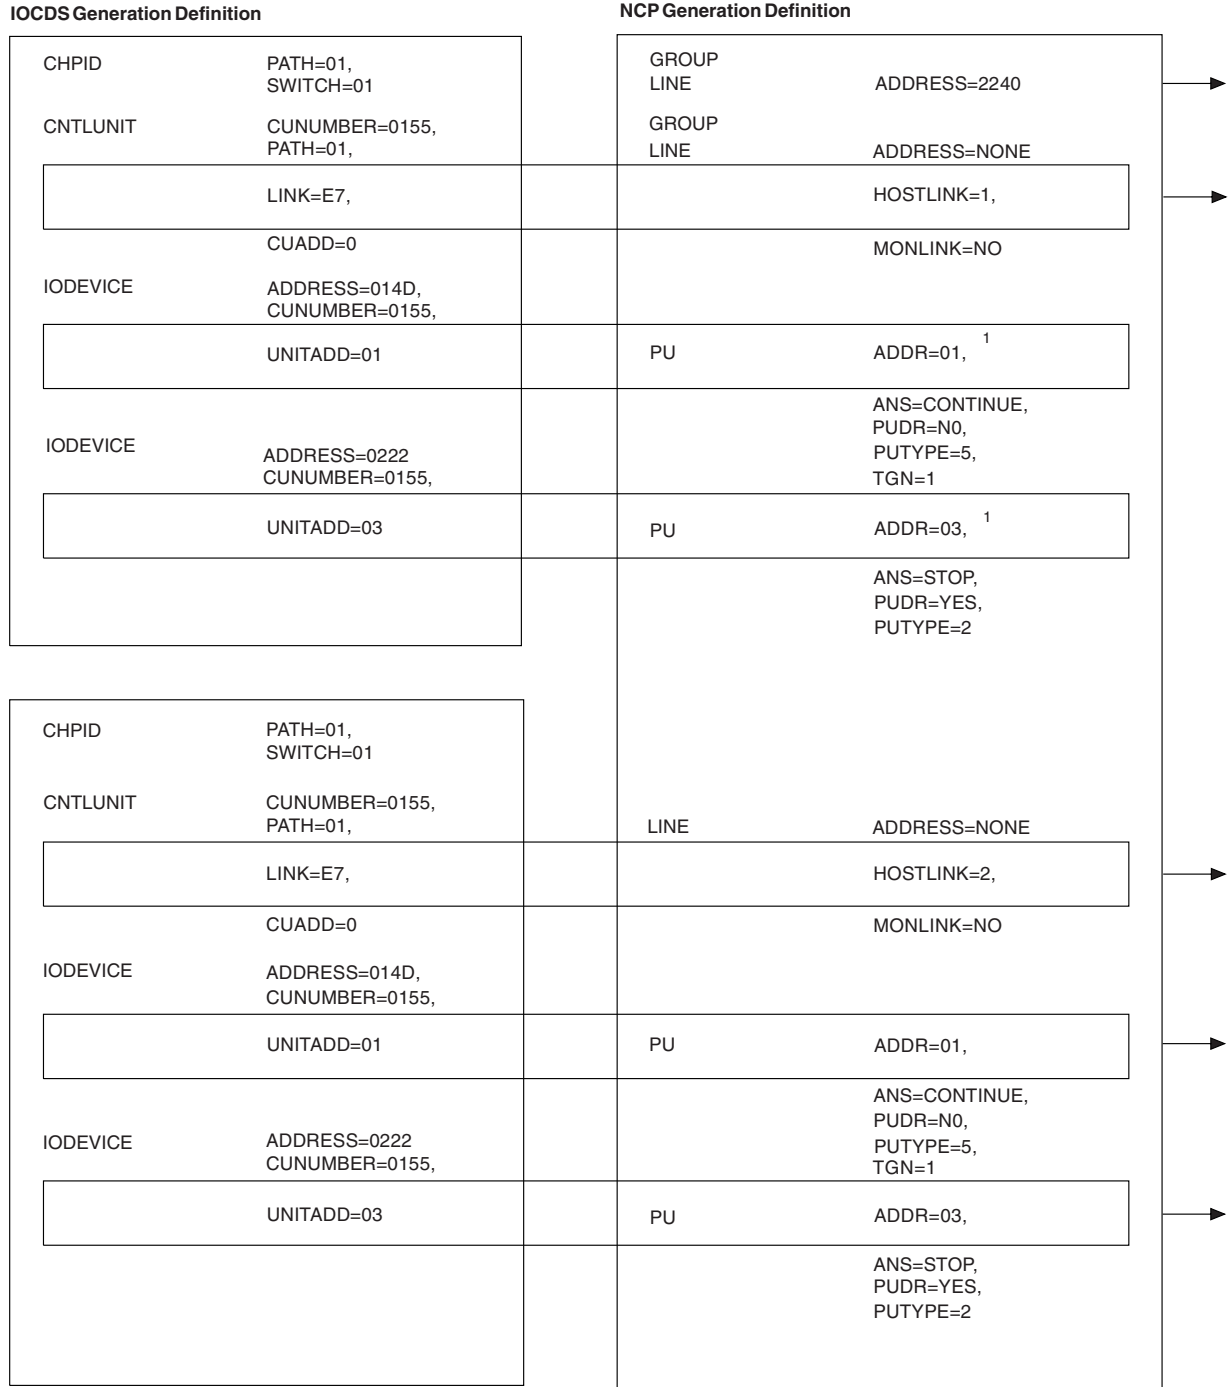 IOCDS Generation Definition
NCP Generation Definition
CHPID PATH=01,
SWITCH=01
CNTLUNIT CUNUMBER=0155,
PATH=01,
LINK=E7,
CUADD=0
IODEVICE ADDRESS=014D,
CUNUMBER=0155,
UNITADD=01
IODEVICE ADDRESS=0222
CUNUMBER=0155,
UNITADD=03
GROUP
LINE ADDRESS=2240
GROUP
LINE ADDRESS=NONE
HOSTLINK=1,
MONLINK=NO
PU ADDR=01, 1
ANS=CONTINUE,
PUDR=N0,
PUTYPE=5,
TGN=1
PU ADDR=03, 1
ANS=STOP,
PUDR=YES,
PUTYPE=2
CHPID PATH=01,
SWITCH=01
CNTLUNIT CUNUMBER=0155,
PATH=01,
LINK=E7,
CUADD=0
IODEVICE ADDRESS=014D,
CUNUMBER=0155,
UNITADD=01
IODEVICE ADDRESS=0222
CUNUMBER=0155,
UNITADD=03
LINE ADDRESS=NONE
HOSTLINK=2,
MONLINK=NO
PU ADDR=01,
ANS=CONTINUE,
PUDR=N0,
PUTYPE=5,
TGN=1
PU ADDR=03,
ANS=STOP,
PUDR=YES,
PUTYPE=2